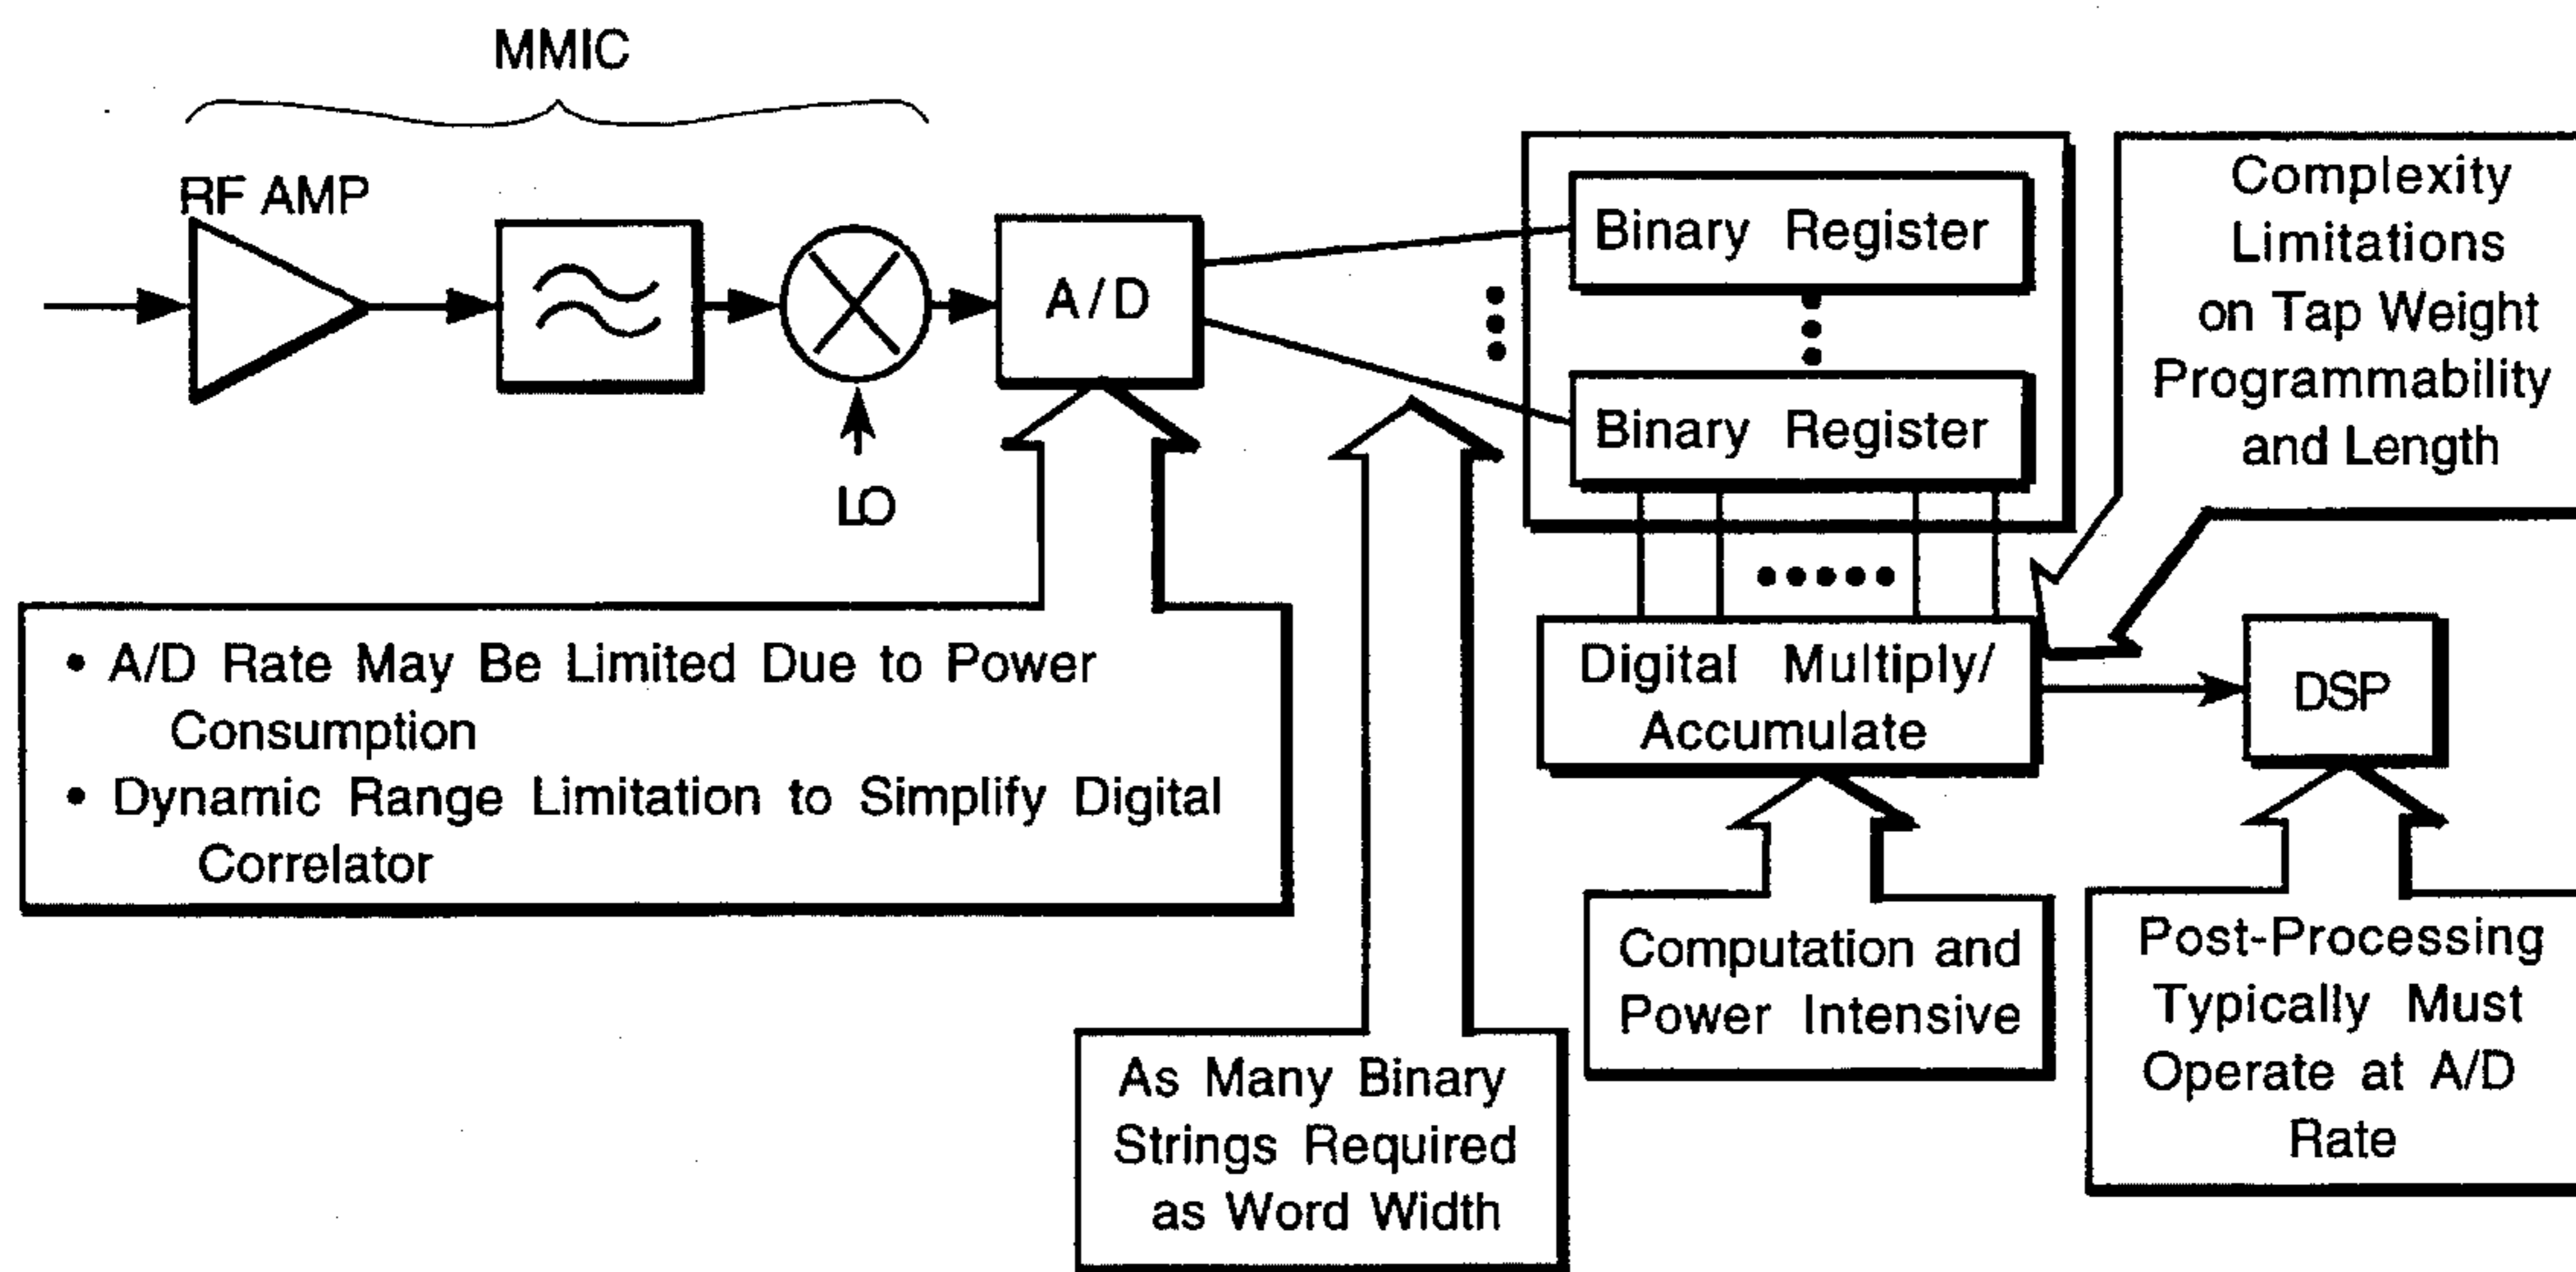 MMIC
RF AMP
A/D
LO
Binary Register
Binary Register
Complexity
Limitations
on Tap Weight
Programmability
and Length
• A/D Rate May Be Limited Due to Power
Consumption
• Dynamic Range Limitation to Simplify Digital
Correlator
Digital Multiply/
Accumulate
DSP
As Many Binary
Strings Required
as Word Width
Computation and
Power Intensive
Post-Processing
Typically Must
Operate at A/D
Rate